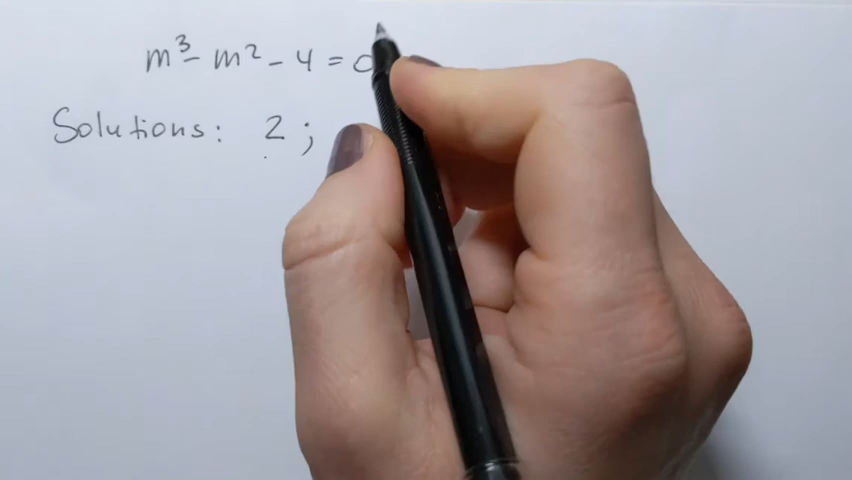 m³- m² - 4 = 0
Solutions: 2 ;